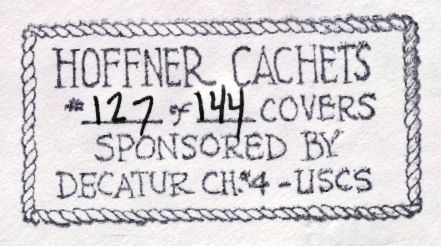 HOFFNER CACHETS
# 127 of 144 COVERS
SPONSORED BY
DECATUR CH.#4 - USCS